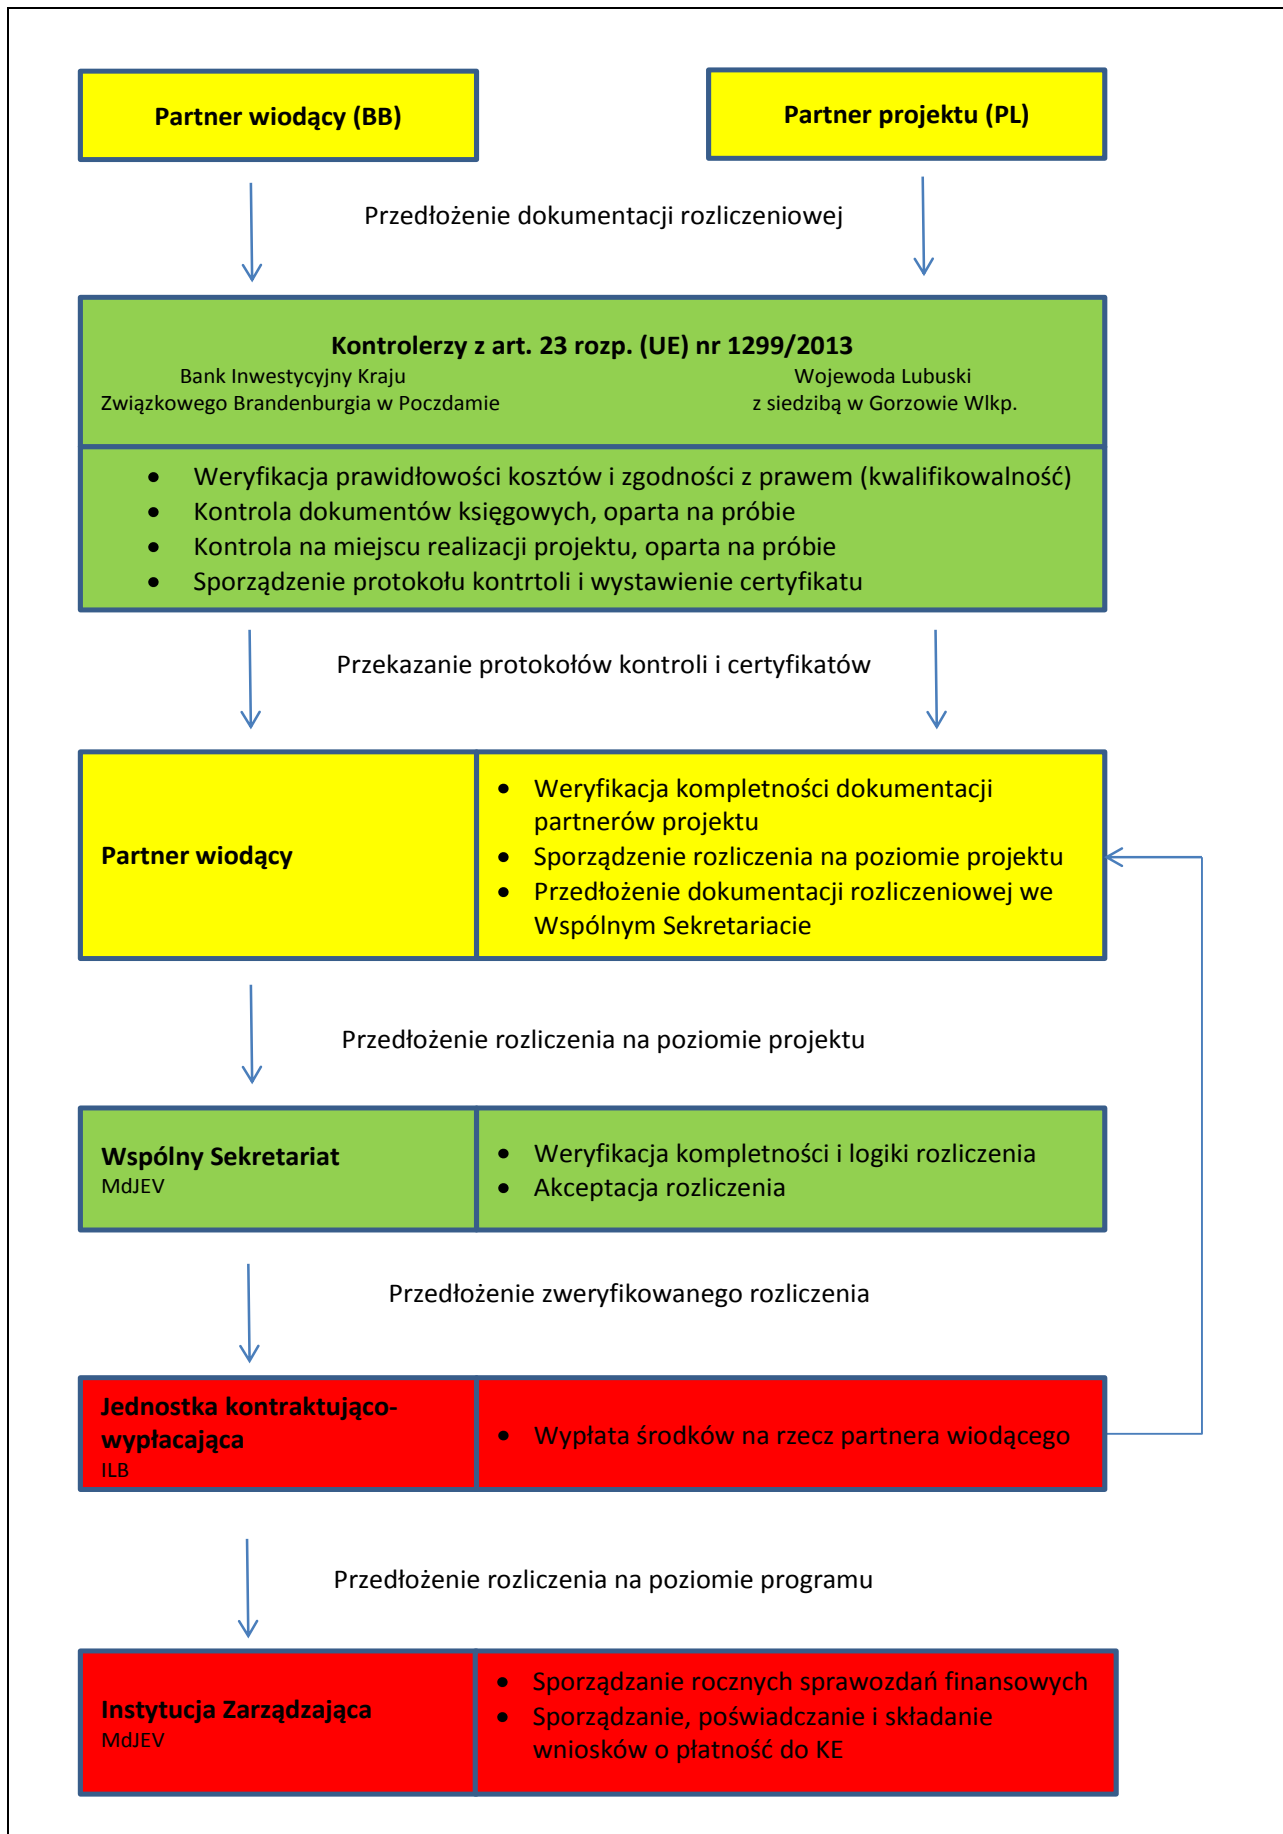 Partner wiodący (BB)
Partner projektu (PL)
Przedłożenie dokumentacji rozliczeniowej
Kontrolerzy z art. 23 rozp. (UE) nr 1299/2013
Bank Inwestycyjny Kraju
Związkowego Brandenburgia w Poczdamie
Wojewoda Lubuski
z siedzibą w Gorzowie Wlkp.
• Weryfikacja prawidłowości kosztów i zgodności z prawem (kwalifikowalność)
• Kontrola dokumentów księgowych, oparta na próbie
• Kontrola na miejscu realizacji projektu, oparta na próbie
• Sporządzenie protokołu kontrtoli i wystawienie certyfikatu
Przekazanie protokołów kontroli i certyfikatów
Partner wiodący
• Weryfikacja kompletności dokumentacji
partnerów projektu
• Sporządzenie rozliczenia na poziomie projektu
• Przedłożenie dokumentacji rozliczeniowej we
Wspólnym Sekretariacie
Przedłożenie rozliczenia na poziomie projektu
Wspólny Sekretariat
MdJEV
• Weryfikacja kompletności i logiki rozliczenia
• Akceptacja rozliczenia
Przedłożenie zweryfikowanego rozliczenia
Jednostka kontraktująco-
wypłacająca
ILB
• Wypłata środków na rzecz partnera wiodącego
Przedłożenie rozliczenia na poziomie programu
Instytucja Zarządzająca
MdJEV
• Sporządzanie rocznych sprawozdań finansowych
• Sporządzanie, poświadczanie i składanie
wniosków o płatność do KE